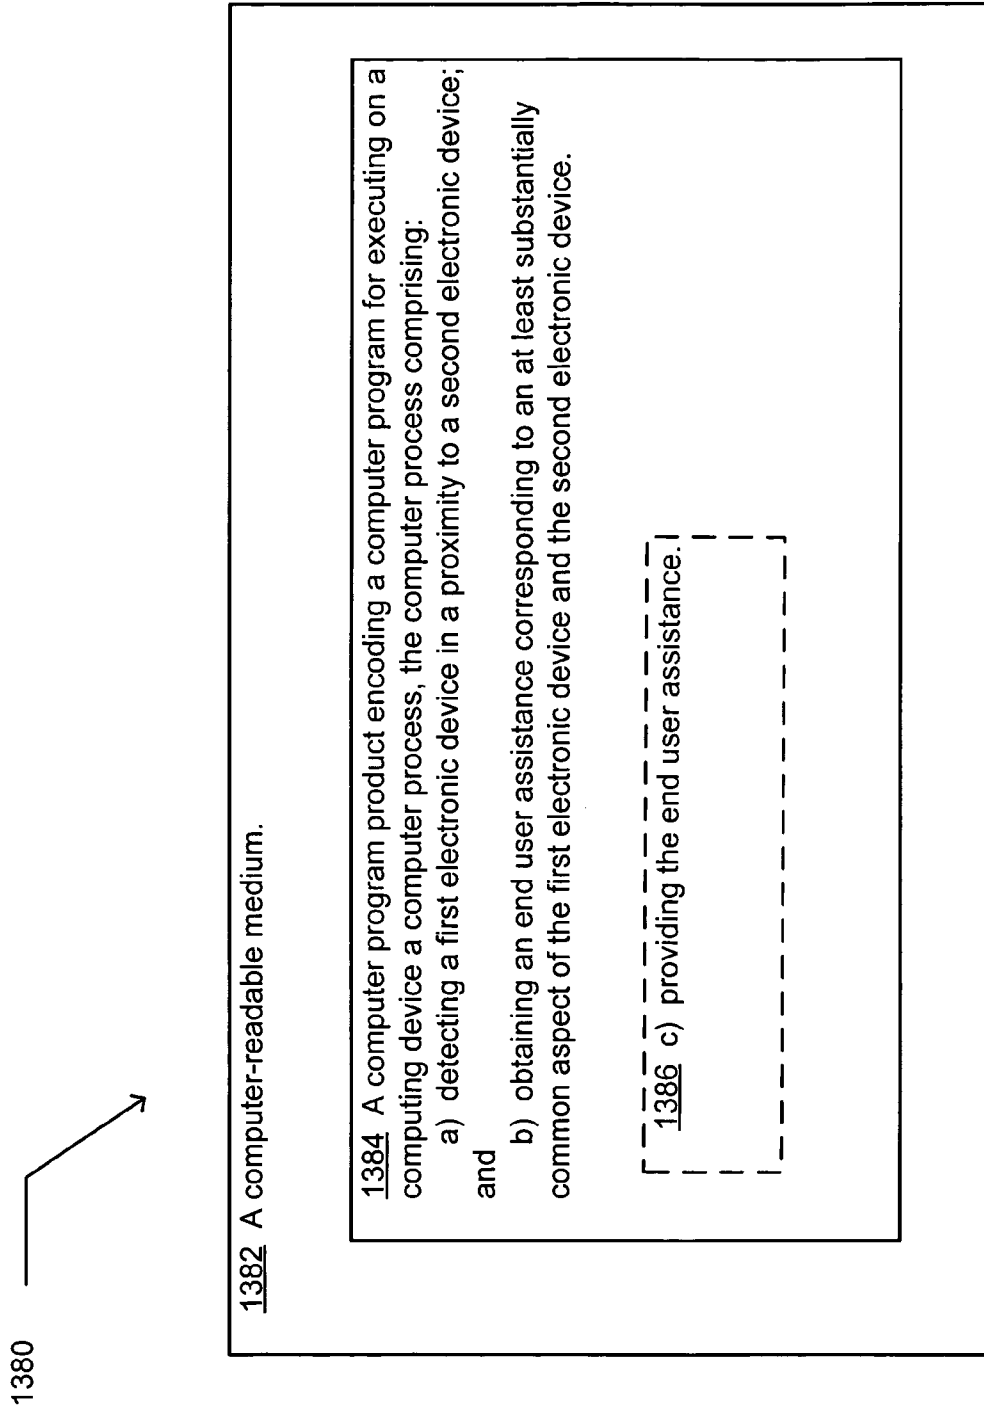 1380
1382 A computer-readable medium.
1384 A computer program product encoding a computer program for executing on a
computing device a computer process, the computer process comprising:
a) detecting a first electronic device in a proximity to a second electronic device;
and
b) obtaining an end user assistance corresponding to an at least substantially
common aspect of the first electronic device and the second electronic device.
1386 c) providing the end user assistance.